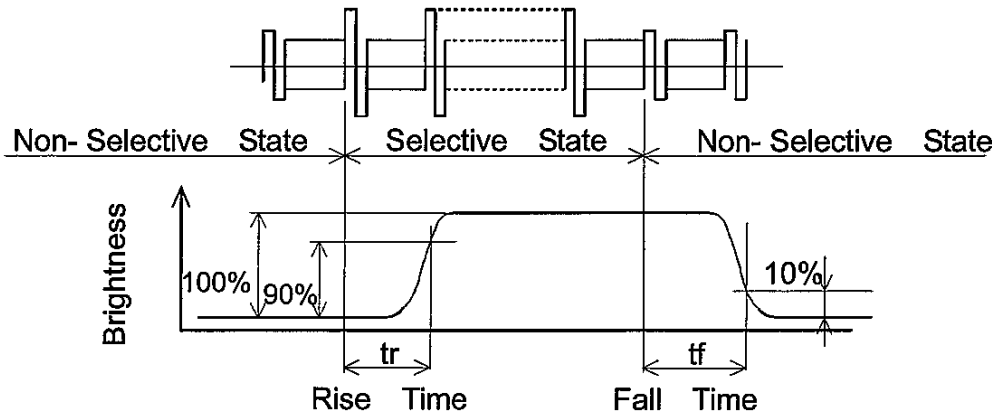 Non- Selective State Selective State Non- Selective State
Brightness
100%
90%
10%
tr tf
Rise Time Fall Time